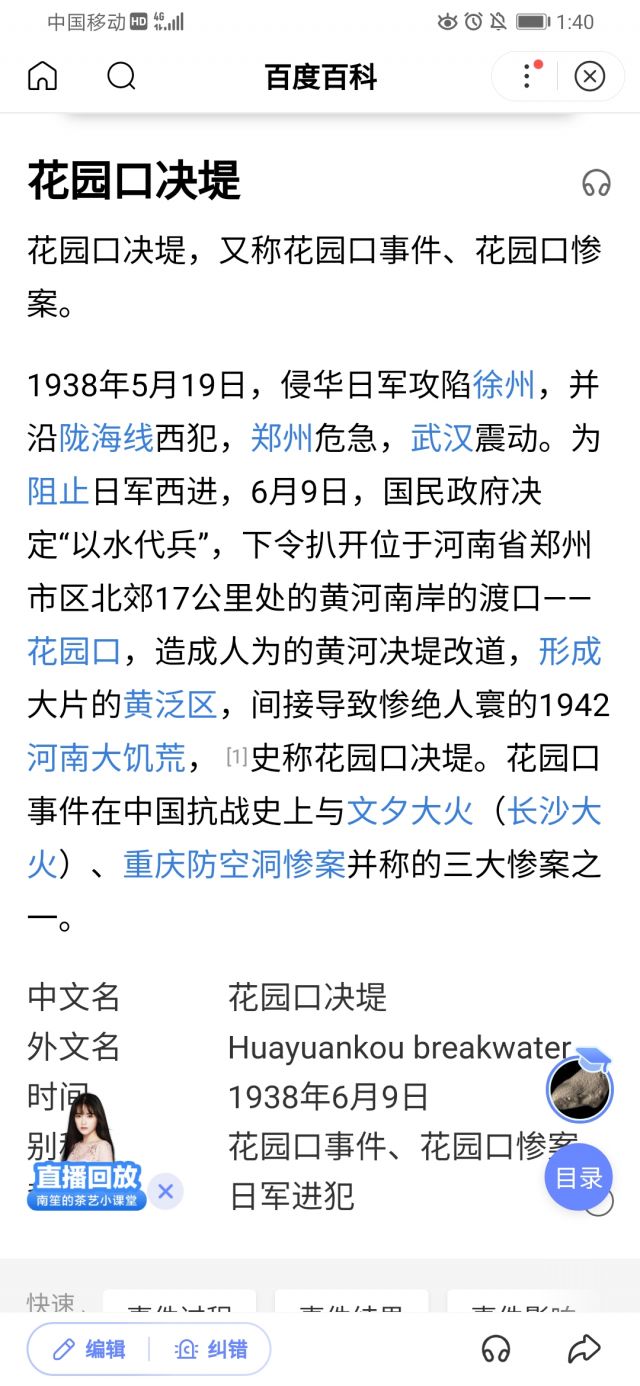 中国移动 HD 4G 1:40
百度百科
花园口决堤
花园口决堤，又称花园口事件、花园口惨
案。
1938年5月19日，侵华日军攻陷徐州，并
沿陇海线西犯，郑州危急，武汉震动。为
阻止日军西进，6月9日，国民政府决
定“以水代兵”，下令扒开位于河南省郑州
市区北郊17公里处的黄河南岸的渡口——
花园口，造成人为的黄河决堤改道，形成
大片的黄泛区，间接导致惨绝人寰的1942
河南大饥荒， [1]史称花园口决堤。花园口
事件在中国抗战史上与文夕大火（长沙大
火）、重庆防空洞惨案并称的三大惨案之
一。
中文名 花园口决堤
外文名 Huayuankou breakwater
时间 1938年6月9日
别 花园口事件、花园口惨案
日军进犯
直播回放
南笙的茶艺小课堂
目录
快速 事件过程 事件结果 事件影响
编辑 纠错